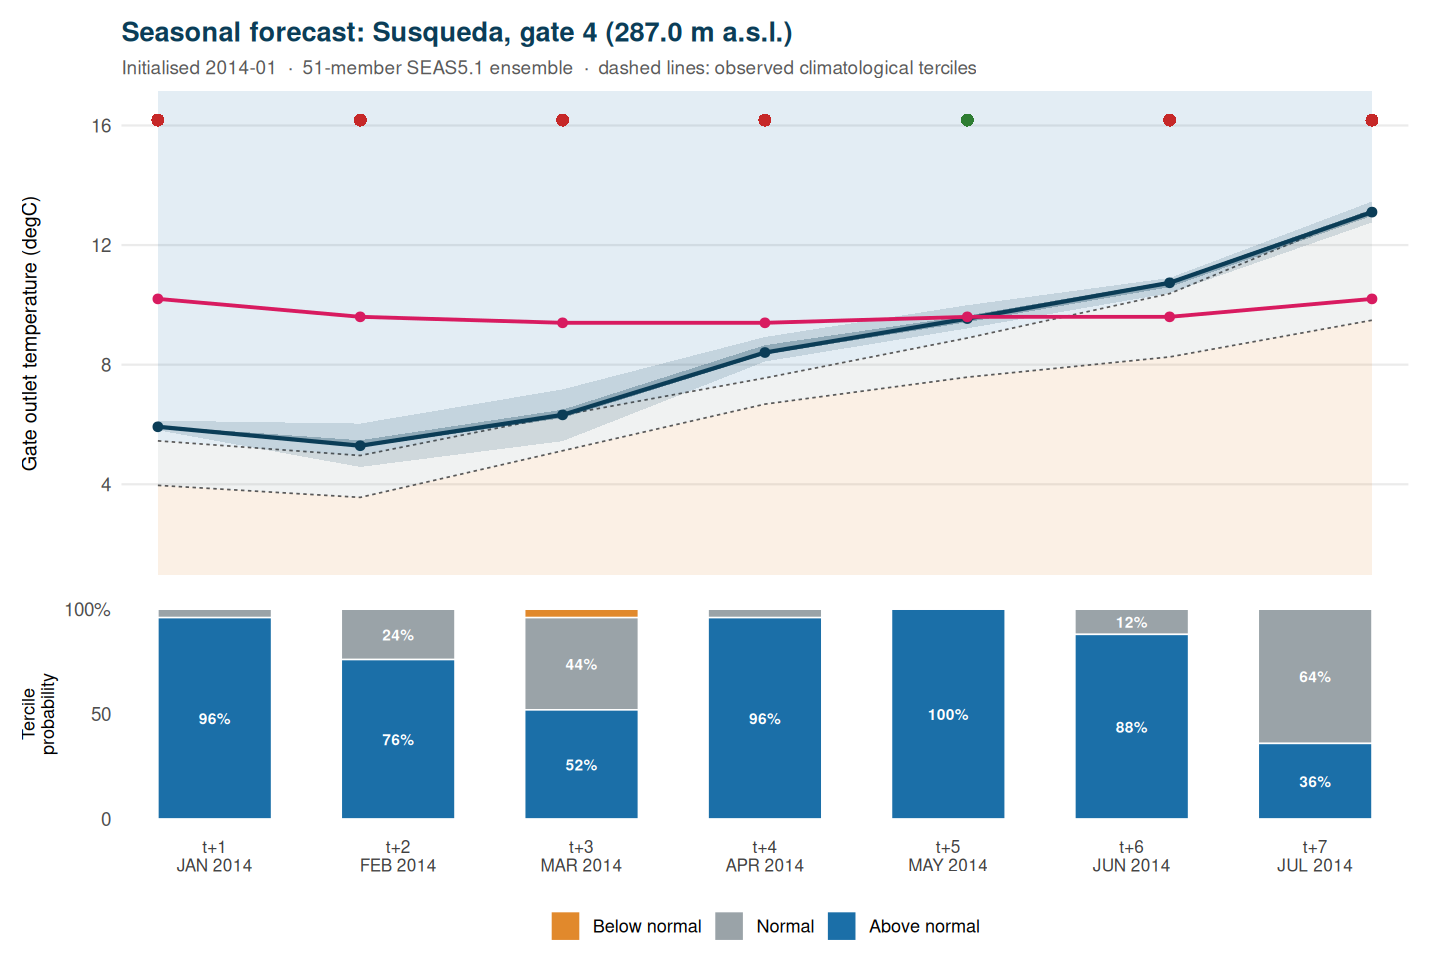 Seasonal forecast: Susqueda, gate 4 (287.0 m a.s.l.)
Initialised 2014-01 · 51-member SEAS5.1 ensemble · dashed lines: observed climatological terciles
Gate outlet temperature (degC)
16
12
8
4
Tercile
probability
100%
50
0
96%
24%
76%
44%
52%
96%
100%
12%
88%
64%
36%
t+1
JAN 2014
t+2
FEB 2014
t+3
MAR 2014
t+4
APR 2014
t+5
MAY 2014
t+6
JUN 2014
t+7
JUL 2014
Below normal
Normal
Above normal